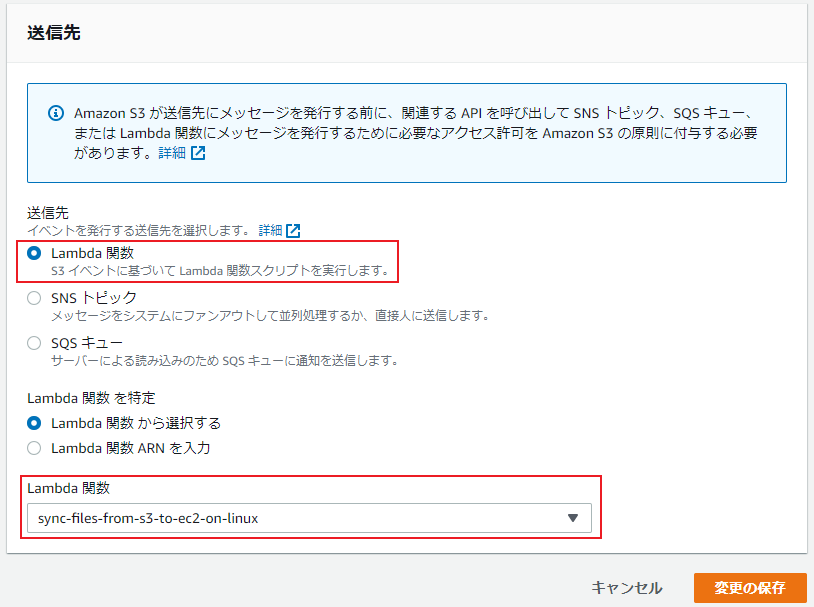 送信先
Amazon S3 が送信先にメッセージを発行する前に、関連する API を呼び出して SNS トピック、SQS キュー、
または Lambda 関数にメッセージを発行するために必要なアクセス許可を Amazon S3 の原則に付与する必要
があります。詳細
送信先
イベントを発行する送信先を選択します。 詳細
Lambda 関数
S3 イベントに基づいて Lambda 関数スクリプトを実行します。
SNS トピック
メッセージをシステムにファンアウトして並列処理するか、直接人に送信します。
SQS キュー
サーバーによる読み込みのため SQS キューに通知を送信します。
Lambda 関数 を特定
Lambda 関数 から選択する
Lambda 関数 ARN を入力
Lambda 関数
sync-files-from-s3-to-ec2-on-linux
キャンセル 変更の保存